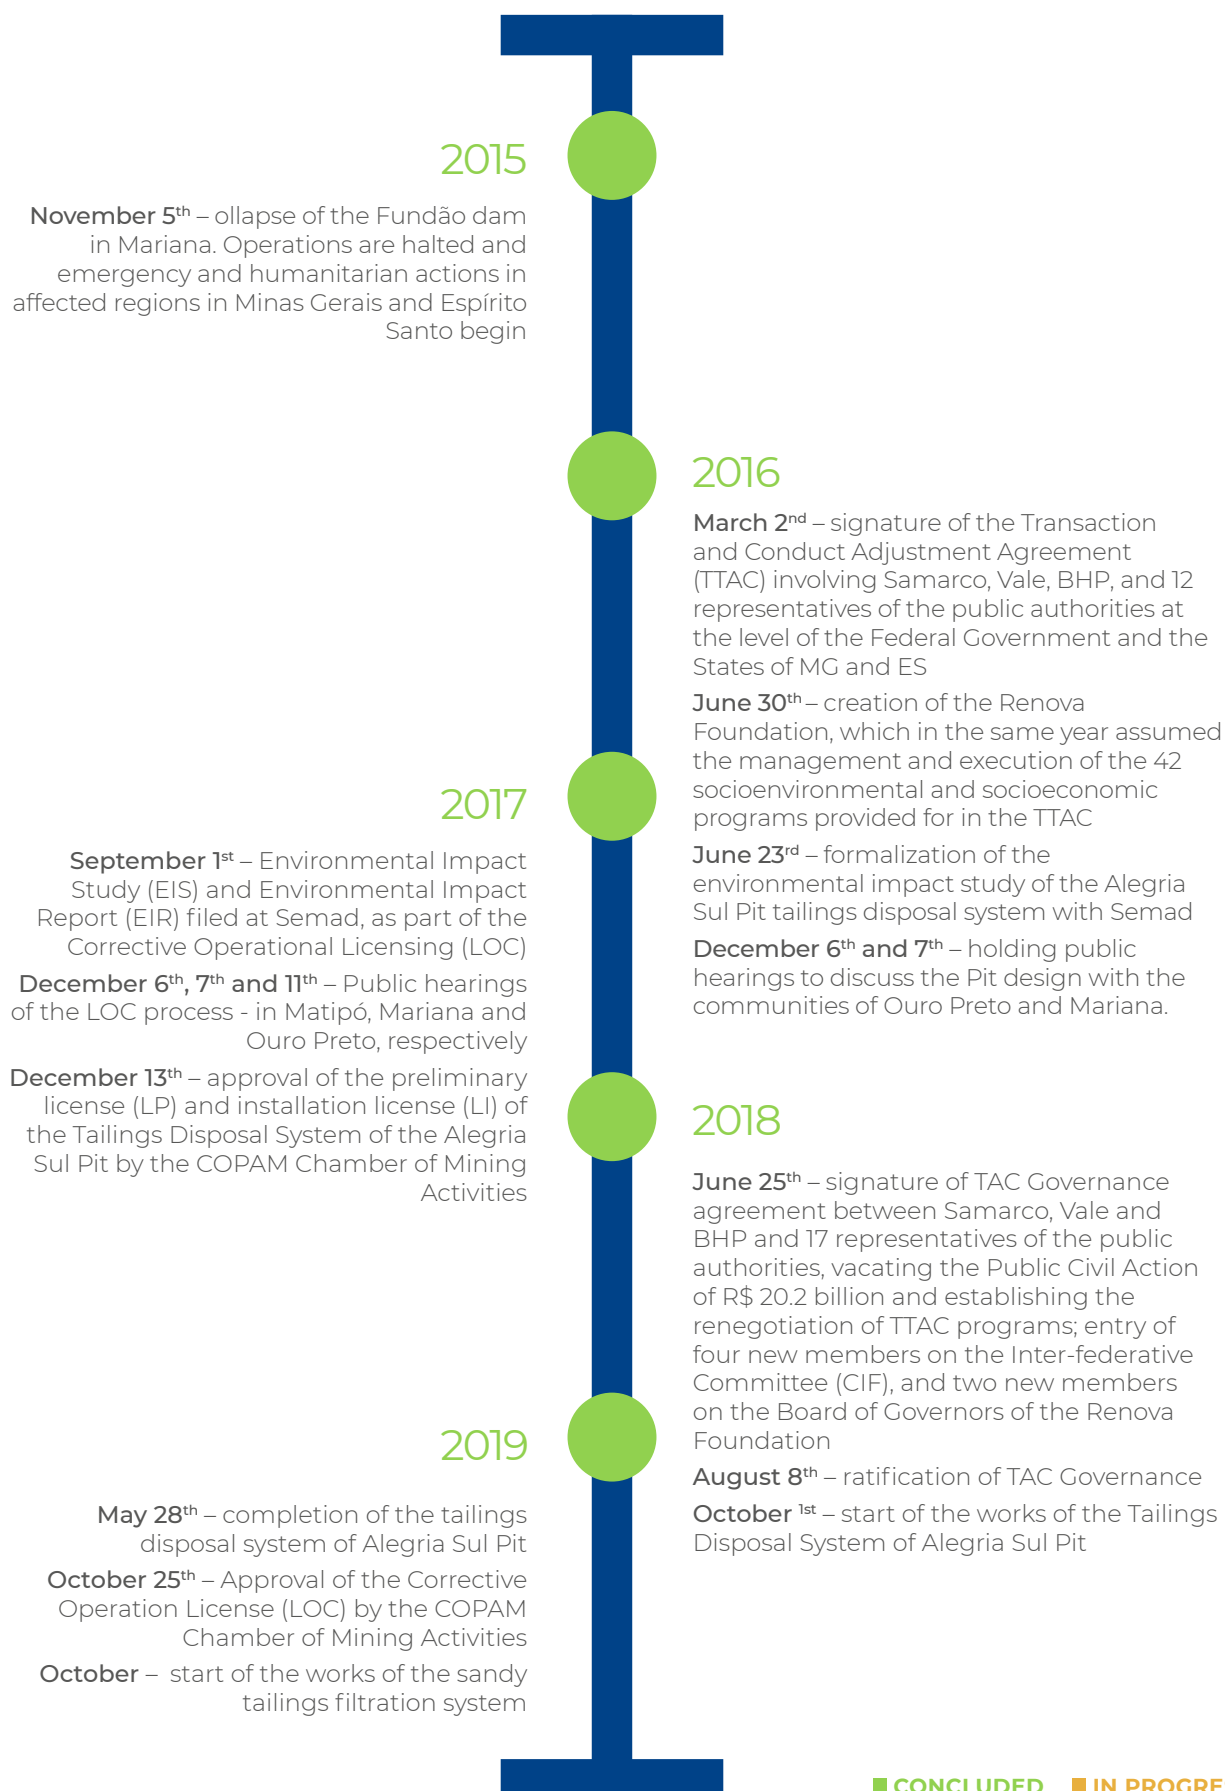 2015
November 5th – ollapse of the Fundão dam
in Mariana. Operations are halted and
emergency and humanitarian actions in
affected regions in Minas Gerais and Espírito
Santo begin
2016
March 2nd – signature of the Transaction
and Conduct Adjustment Agreement
(TTAC) involving Samarco, Vale, BHP, and 12
representatives of the public authorities at
the level of the Federal Government and the
States of MG and ES
June 30th – creation of the Renova
Foundation, which in the same year assumed
the management and execution of the 42
socioenvironmental and socioeconomic
programs provided for in the TTAC
June 23rd – formalization of the
environmental impact study of the Alegria
Sul Pit tailings disposal system with Semad
December 6th and 7th – holding public
hearings to discuss the Pit design with the
communities of Ouro Preto and Mariana.
2017
September 1st – Environmental Impact
Study (EIS) and Environmental Impact
Report (EIR) filed at Semad, as part of the
Corrective Operational Licensing (LOC)
December 6th, 7th and 11th – Public hearings
of the LOC process - in Matipó, Mariana and
Ouro Preto, respectively
December 13th – approval of the preliminary
license (LP) and installation license (LI) of
the Tailings Disposal System of the Alegria
Sul Pit by the COPAM Chamber of Mining
Activities
2018
June 25th – signature of TAC Governance
agreement between Samarco, Vale and
BHP and 17 representatives of the public
authorities, vacating the Public Civil Action
of R$ 20.2 billion and establishing the
renegotiation of TTAC programs; entry of
four new members on the Inter-federative
Committee (CIF), and two new members
on the Board of Governors of the Renova
Foundation
August 8th – ratification of TAC Governance
October 1st – start of the works of the Tailings
Disposal System of Alegria Sul Pit
2019
May 28th – completion of the tailings
disposal system of Alegria Sul Pit
October 25th – Approval of the Corrective
Operation License (LOC) by the COPAM
Chamber of Mining Activities
October – start of the works of the sandy
tailings filtration system
CONCLUDED IN PROGRE